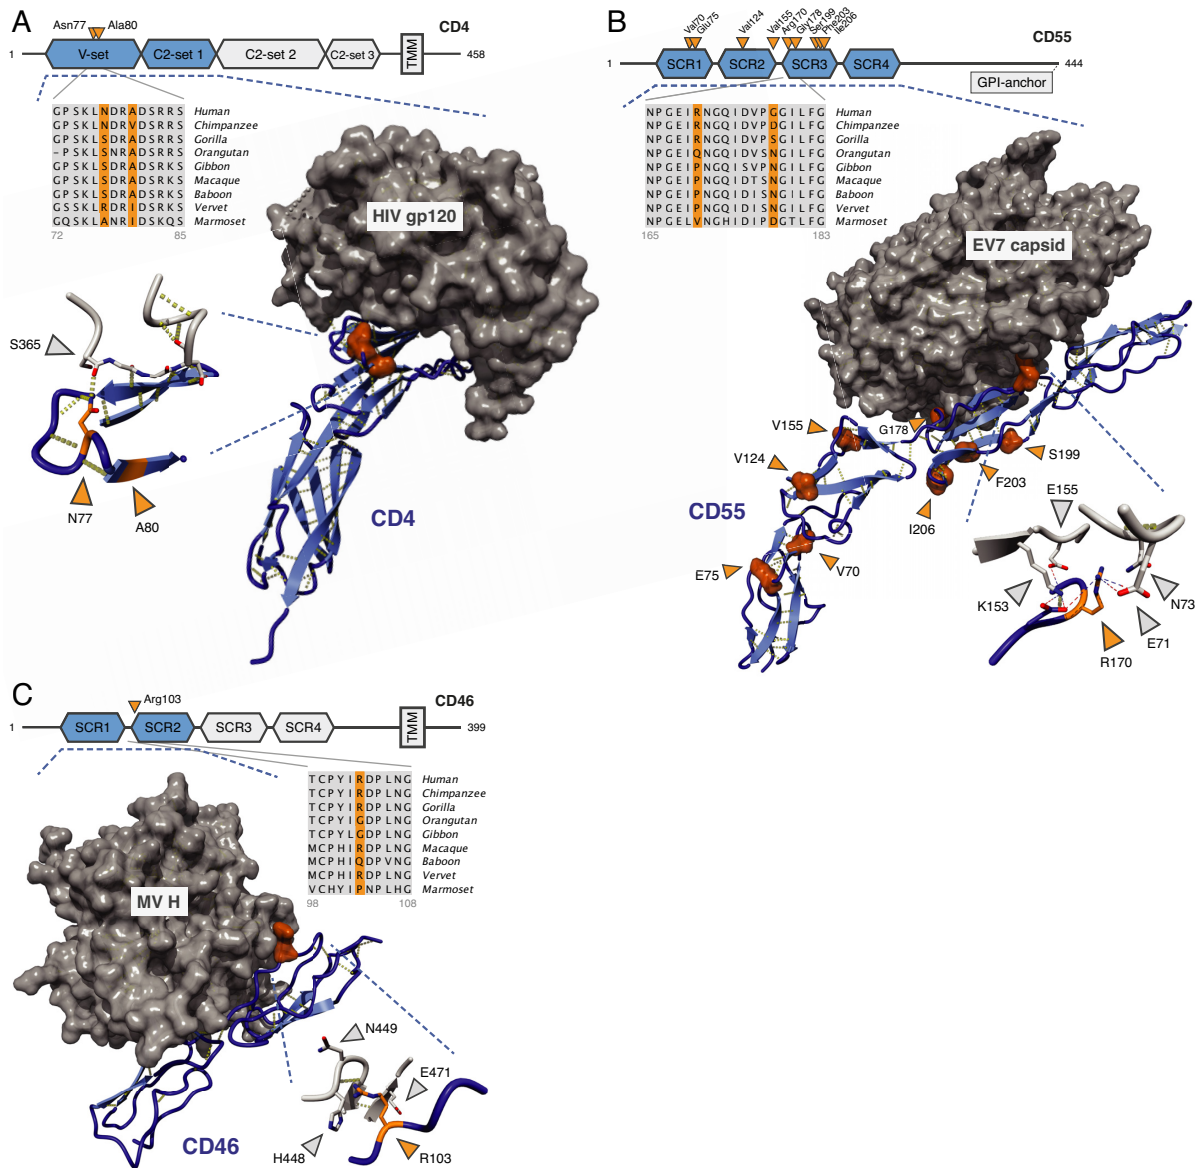 A
Asn77
Ala80
CD4
1
V-set
C2-set 1
C2-set 2
C2-set 3
TMM
458
GPSKLNDRADSRRS Human
GPSKLNDRVDSRRS Chimpanzee
GPSKLSDRADSRRS Gorilla
-PSKLSNRADSRRS Orangutan
GPSKLSDRADSRRS Gibbon
GPSKLSDRADSRKS Macaque
GPSKLSDRADSRKS Baboon
GSSKLRDRIDSRKS Vervet
GQSKLANRIDSKQS Marmoset
72 85
HIV gp120
S365
N77
A80
CD4
B
Val70
Glu75
Val124
Val155
Arg170
Gly178
Ser199
Phe203
Ile206
CD55
1
SCR1
SCR2
SCR3
SCR4
444
GPI-anchor
NPGEIRNGQIDVPGGILFG Human
NPGEIRNGQIDVPDGILFG Chimpanzee
NPGEIRNGQIDVPSGILFG Gorilla
NPGEIQNGQIDVSNGILFG Orangutan
NPGEIPNGQISVPNGILFG Gibbon
NPGEIPNGQIDTSNGILFG Macaque
NPGEIPNGQIDISNGILFG Baboon
NPGEIPNGQIDISNGILFG Vervet
NPGELVNGHIDIPDGTLFG Marmoset
165 183
EV7 capsid
V155
G178
V124
S199
F203
I206
CD55
E155
E75
V70
K153
N73
E71
R170
C
Arg103
CD46
1
SCR1
SCR2
SCR3
SCR4
TMM
399
TCPYIRDPLNG Human
TCPYIRDPLNG Chimpanzee
TCPYIRDPLNG Gorilla
TCPYIGDPLNG Orangutan
TCPYLGDPLNG Gibbon
MCPHIRDPLNG Macaque
MCPHIQDPVNG Baboon
MCPHIRDPLNG Vervet
VCHYIPNPLHG Marmoset
98 108
MV H
N449
E471
CD46
H448
R103